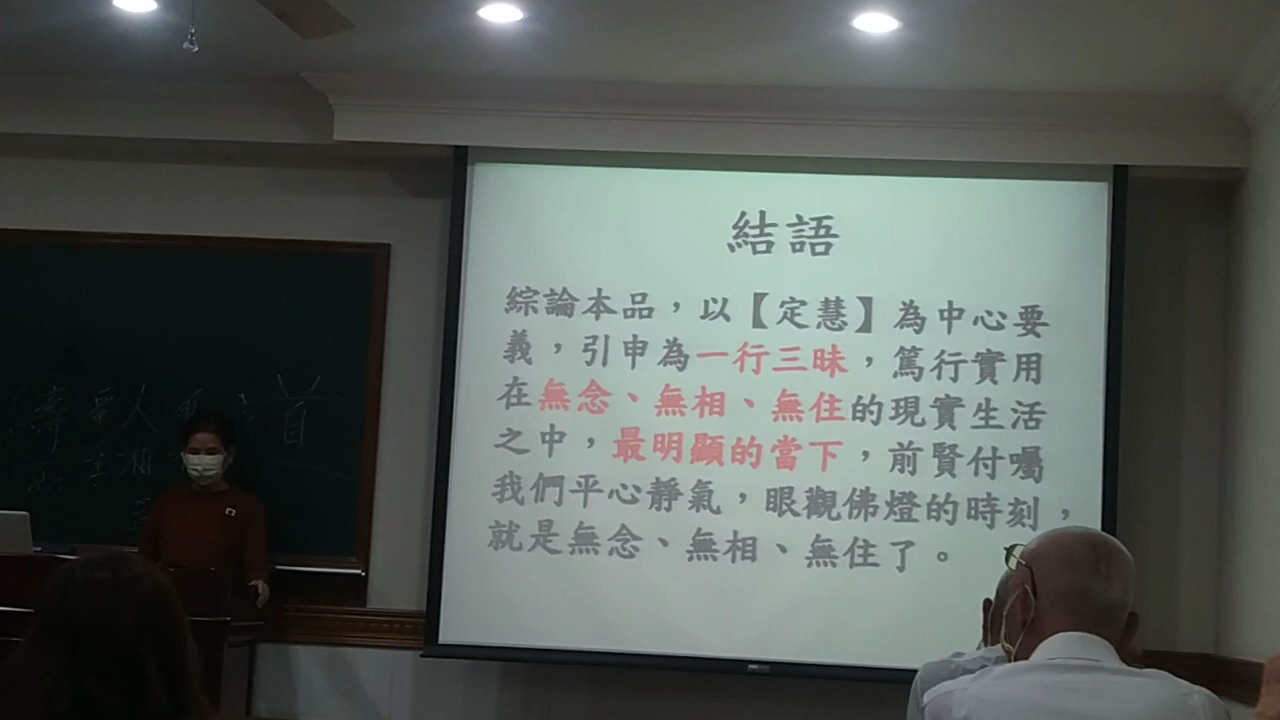 結語
綜論本品，以【定慧】為中心要
義，引申為一行三昧，篤行實用
在無念、無相、無住的現實生活
之中，最明顯的當下，前賢付囑
我們平心靜氣，眼觀佛燈的時刻，
就是無念、無相、無住了。
壽 人 首